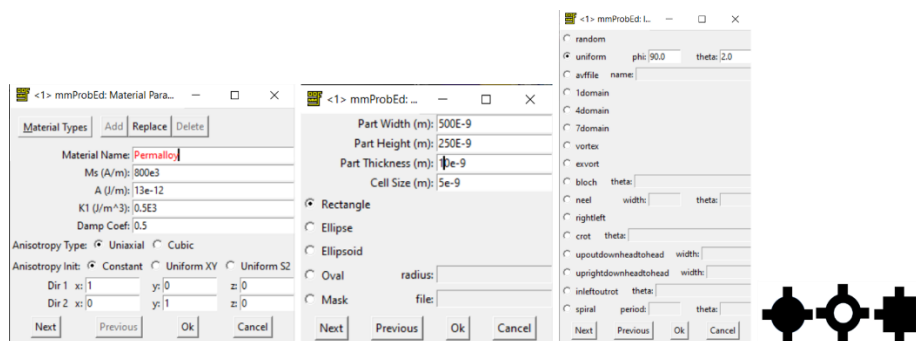 <1> mmProbEd: Material Para...
Material Types Add Replace Delete
Material Name: Permalloy
Ms (A/m): 800e3
A (J/m): 13e-12
K1 (J/m^3): 0.5E3
Damp Coef: 0.5
Anisotropy Type: Uniaxial Cubic
Anisotropy Init: Constant Uniform XY Uniform S2
Dir 1 x: 1 y: 0 z: 0
Dir 2 x: 0 y: 1 z: 0
Next Previous Ok Cancel
<1> mmProbEd: ...
Part Width (m): 500E-9
Part Height (m): 250E-9
Part Thickness (m): 10e-9
Cell Size (m): 5e-9
Rectangle
Ellipse
Ellipsoid
Oval radius:
Mask file:
Next Previous Ok Cancel
<1> mmProbEd: I...
random
uniform phi: 90.0 theta: 2.0
avffile name:
1domain
4domain
7domain
vortex
exvort
bloch theta:
neel width: theta:
rightleft
crot theta:
upoutdownheadtohead width:
uprightdownheadtohead width:
inleftoutrot theta:
spiral period: theta:
Next Previous Ok Cancel